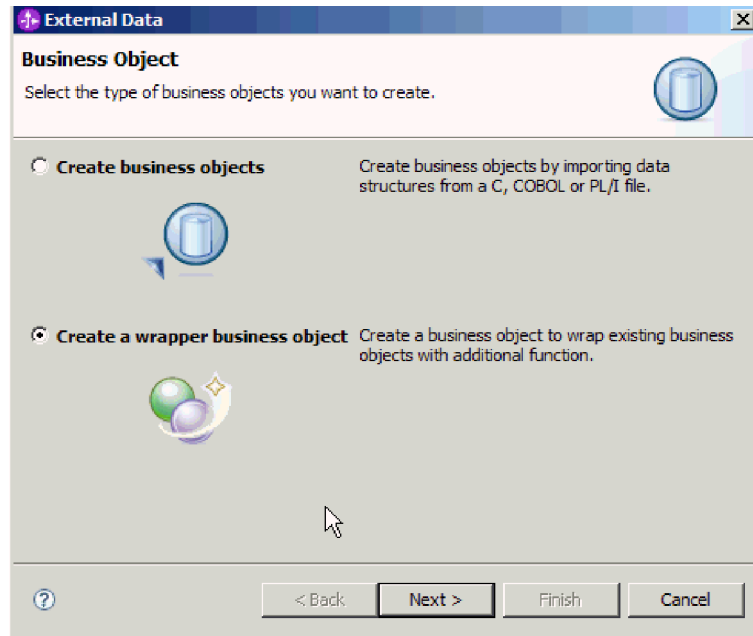 External Data
Business Object
Select the type of business objects you want to create.
Create business objects
Create business objects by importing data
structures from a C, COBOL or PL/I file.
Create a wrapper business object
Create a business object to wrap existing business
objects with additional function.
?
< Back
Next >
Finish
Cancel